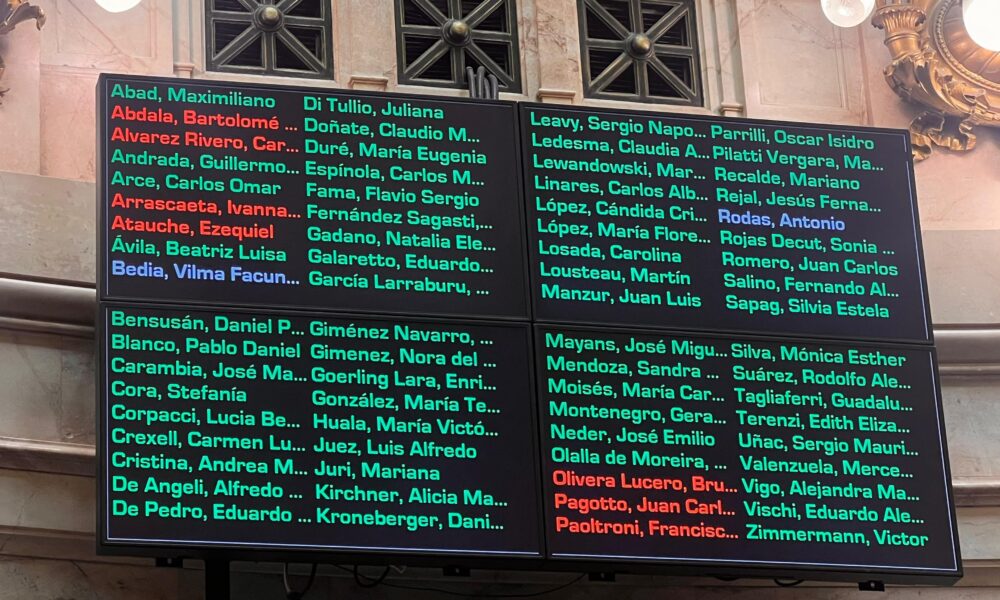 Abad, Maximiliano
Abdala, Bartolomé ...
Alvarez Rivero, Car...
Andrada, Guillermo...
Arce, Carlos Omar
Arrascaeta, Ivanna...
Atauche, Ezequiel
Ávila, Beatriz Luisa
Bedia, Vilma Facun...
Di Tullio, Juliana
Doñate, Claudio M...
Duré, María Eugenia
Espínola, Carlos M...
Fama, Flavio Sergio
Fernández Sagasti,...
Gadano, Natalia Ele...
Galaretto, Eduardo...
García Larraburu, ...
Leavy, Sergio Napo...
Ledesma, Claudia A...
Lewandowski, Mar...
Linares, Carlos Alb...
López, Cándida Cri...
López, María Flore...
Losada, Carolina
Lousteau, Martín
Manzur, Juan Luis
Parrilli, Oscar Isidro
Pilatti Vergara, Ma...
Recalde, Mariano
Rejal, Jesús Ferna...
Rodas, Antonio
Rojas Decut, Sonia ...
Romero, Juan Carlos
Salino, Fernando Al...
Sapag, Silvia Estela
Bensusán, Daniel P...
Blanco, Pablo Daniel
Carambia, José Ma...
Cora, Stefanía
Corpacci, Lucia Be...
Crexell, Carmen Lu...
Cristina, Andrea M...
De Angeli, Alfredo ...
De Pedro, Eduardo ...
Giménez Navarro, ...
Gimenez, Nora del ...
Goerling Lara, Enri...
González, María Te...
Huala, María Victó...
Juez, Luis Alfredo
Juri, Mariana
Kirchner, Alicia Ma...
Kroneberger, Dani...
Mayans, José Migu...
Mendoza, Sandra ...
Moisés, María Car...
Montenegro, Gera...
Neder, José Emilio
Olalla de Moreira, ...
Olivera Lucero, Bru...
Pagotto, Juan Carl...
Paoltroni, Francisc...
Silva, Mónica Esther
Suárez, Rodolfo Ale...
Tagliaferri, Guadalu...
Terenzi, Edith Eliza...
Uñac, Sergio Mauri...
Valenzuela, Merce...
Vigo, Alejandra Ma...
Vischi, Eduardo Ale...
Zimmermann, Victor